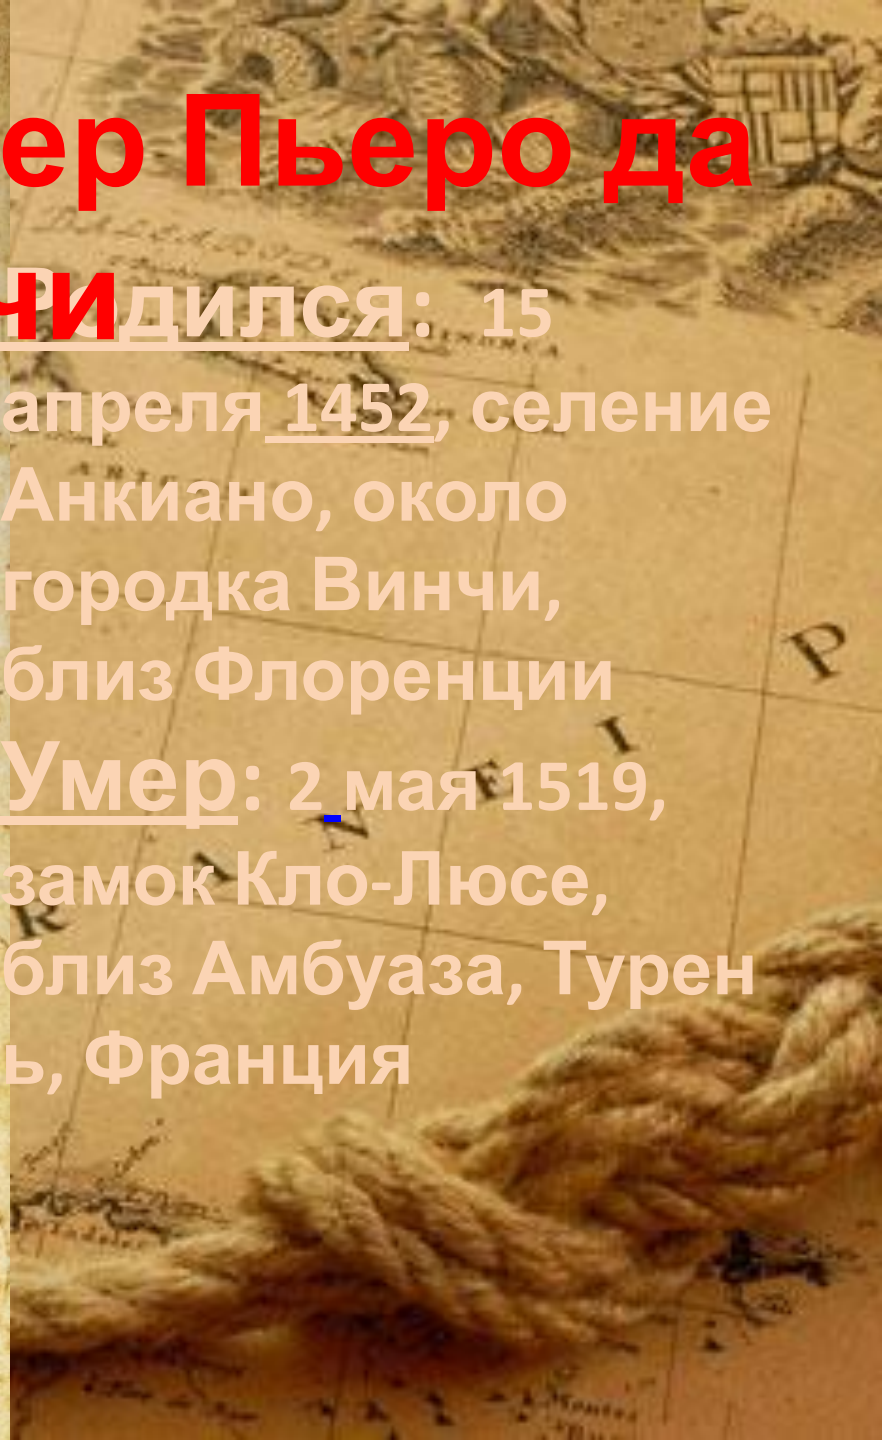 ер Пьеро да
чи
Родился: 15
апреля 1452, селение
Анкиано, около
городка Винчи,
близ Флоренции
Умер: 2 мая 1519,
замок Кло-Люсе,
близ Амбуаза, Турен
ь, Франция
P
I
E
N
A
R